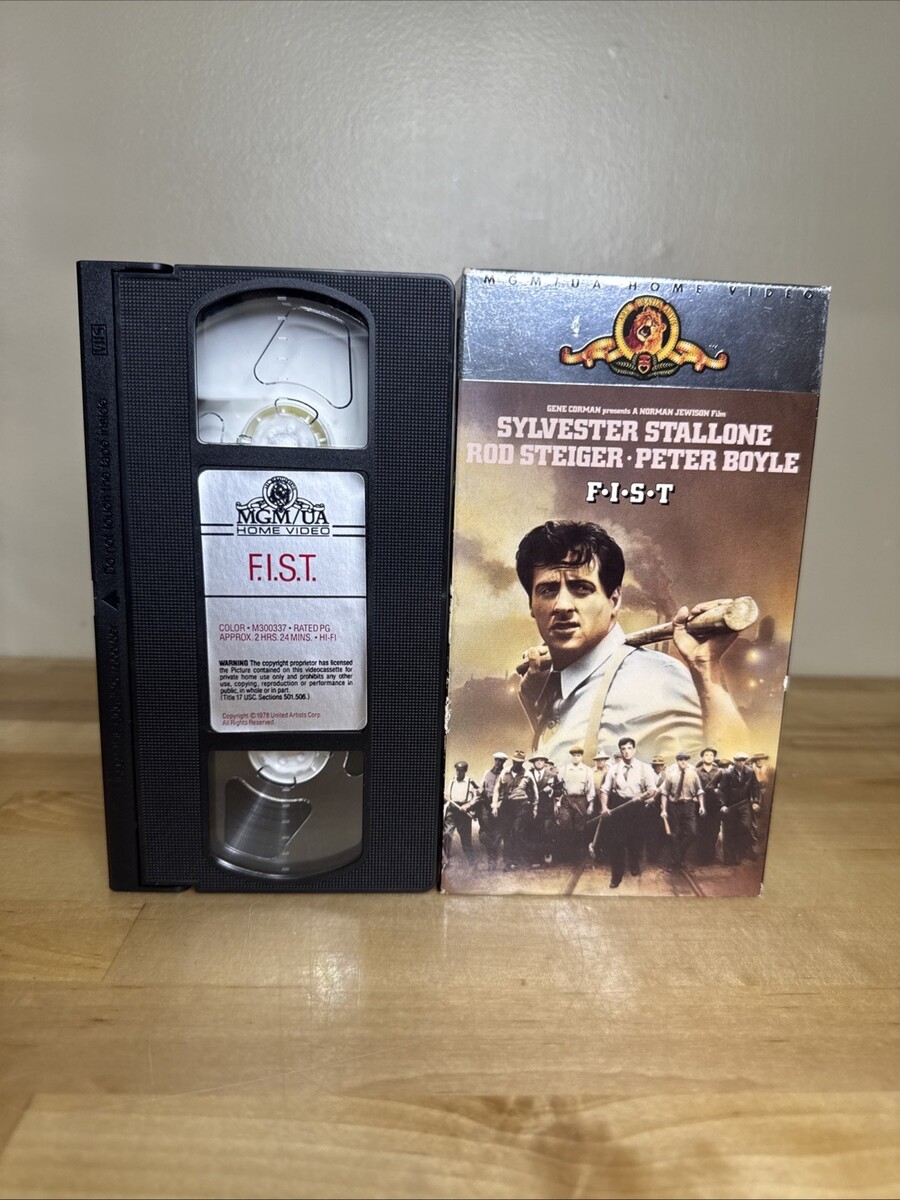 VHS
Do not touch the tape inside
MGM/UA
HOME VIDEO
F.I.S.T.
COLOR • M300337 • RATED PG
APPROX. 2 HRS. 24 MINS. • HI-FI
WARNING The copyright proprietor has licensed
the Picture contained on this videocassette for
private home use only and prohibits any other
use, copying, reproduction or performance in
public, in whole or in part.
(Title 17 USC. Sections 501, 506.)
Copyright © 1978 United Artists Corp.
All Rights Reserved
MGM/UA HOME VIDEO
GENE CORMAN presents A NORMAN JEWISON Film
SYLVESTER STALLONE
ROD STEIGER • PETER BOYLE
F•I•S•T